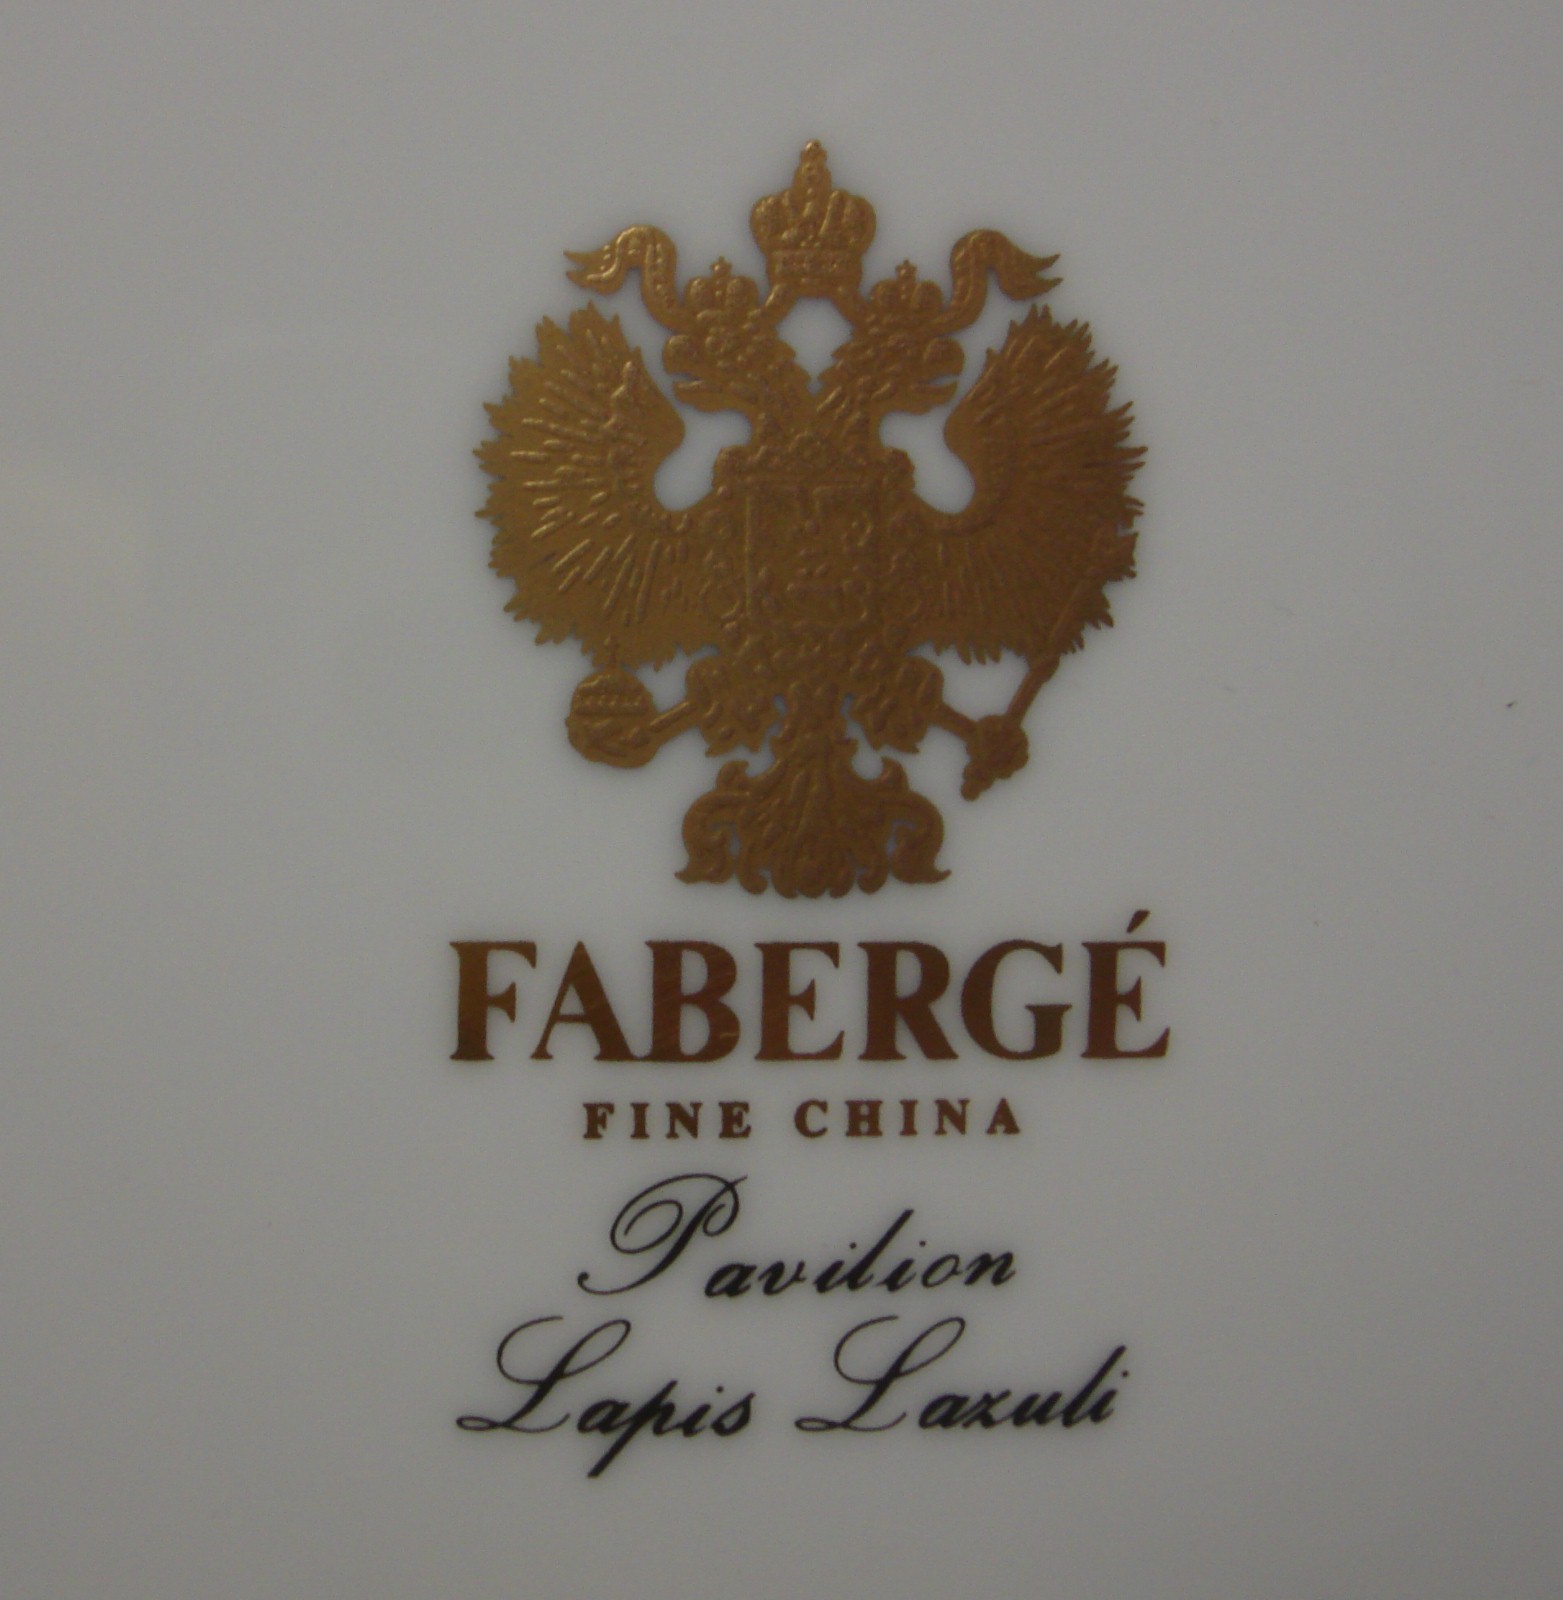 FABERGÉ
FINE CHINA
Pavilion
Lapis Lazuli